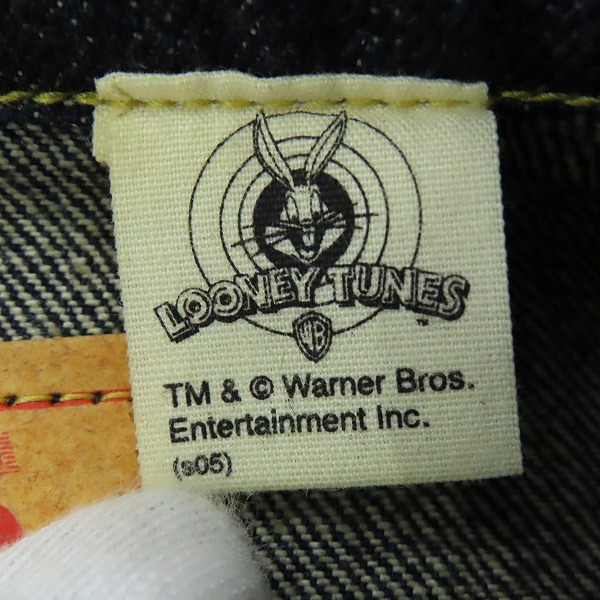 LOONEY TUNES
TM
WB
TM & © Warner Bros.
Entertainment Inc.
(s05)